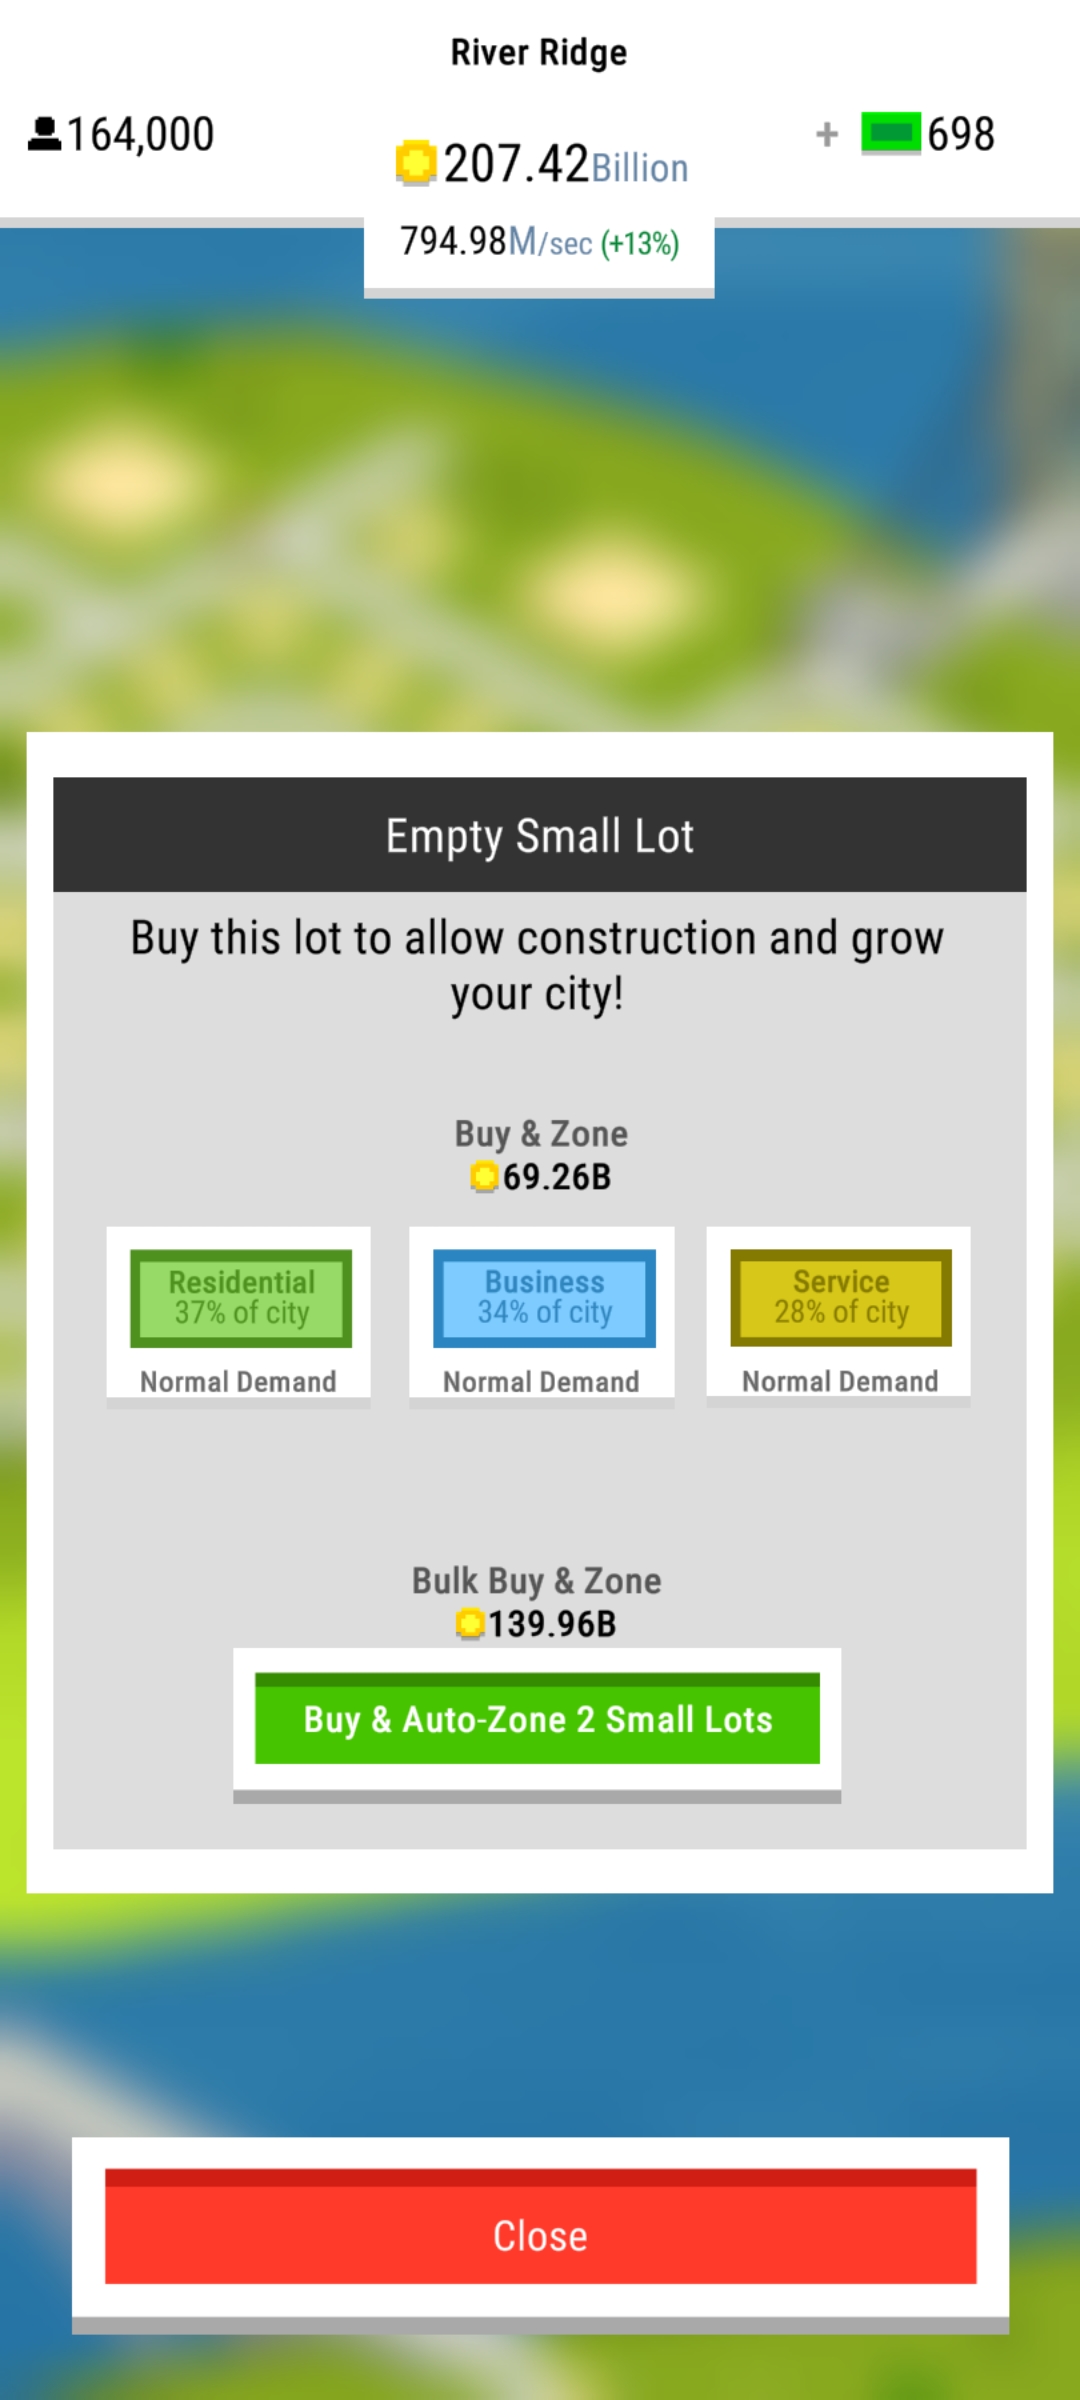 River Ridge
164,000
207.42Billion
+ 698
794.98M/sec (+13%)
Empty Small Lot
Buy this lot to allow construction and grow
your city!
Buy & Zone
69.26B
Residential
37% of city
Normal Demand
Business
34% of city
Normal Demand
Service
28% of city
Normal Demand
Bulk Buy & Zone
139.96B
Buy & Auto-Zone 2 Small Lots
Close